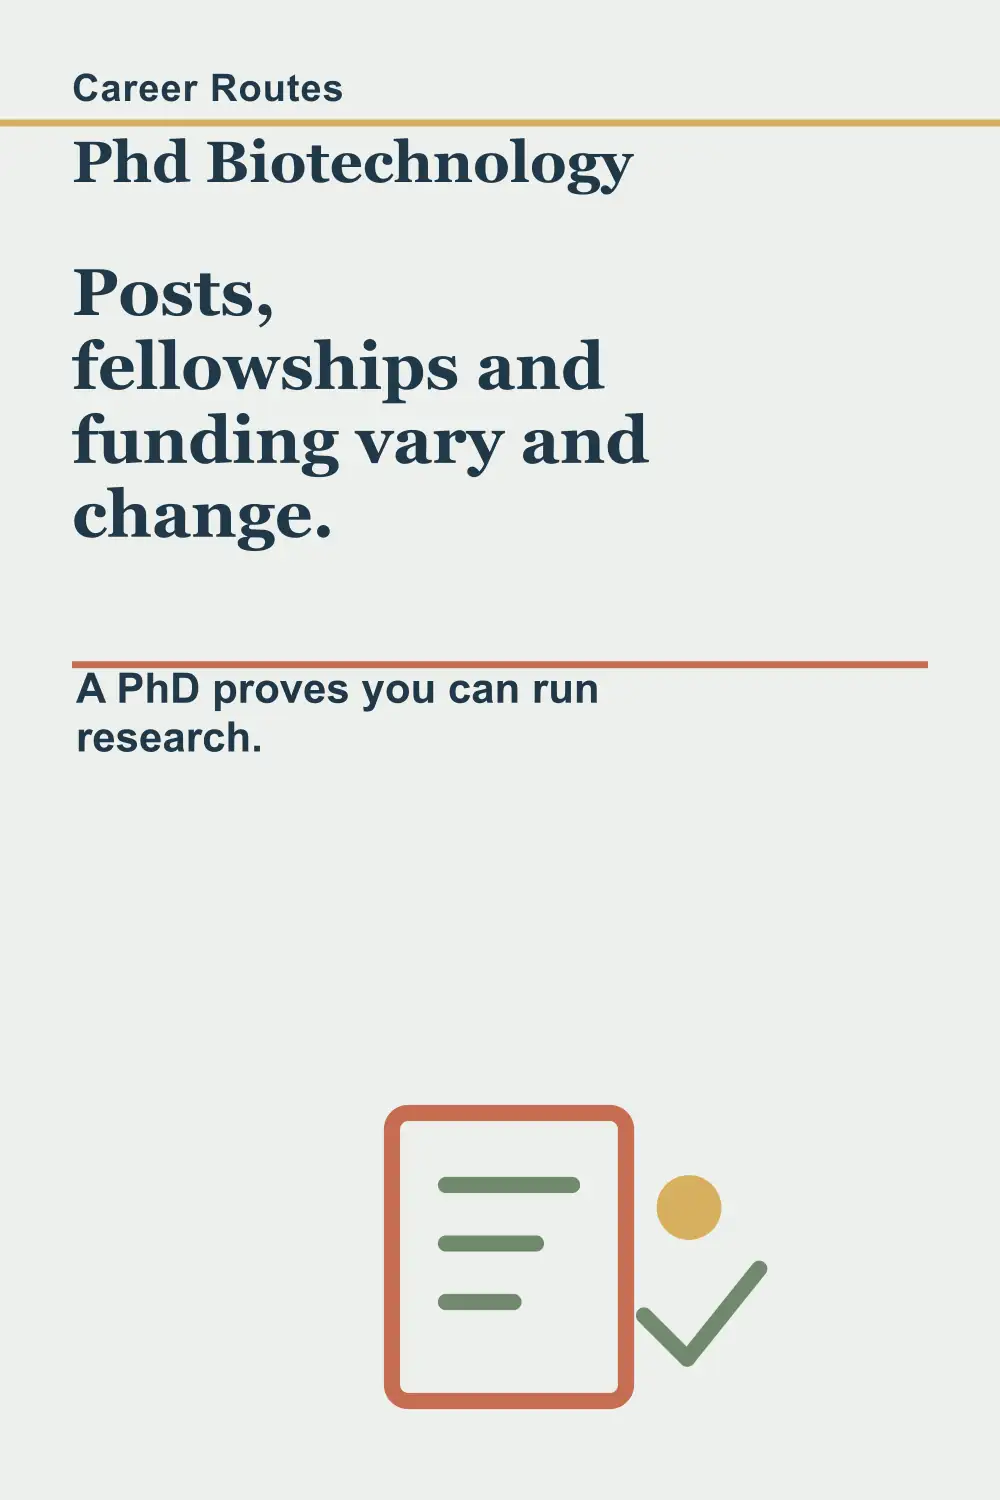 Career Routes
Phd Biotechnology
Posts,
fellowships and
funding vary and
change.
A PhD proves you can run
research.